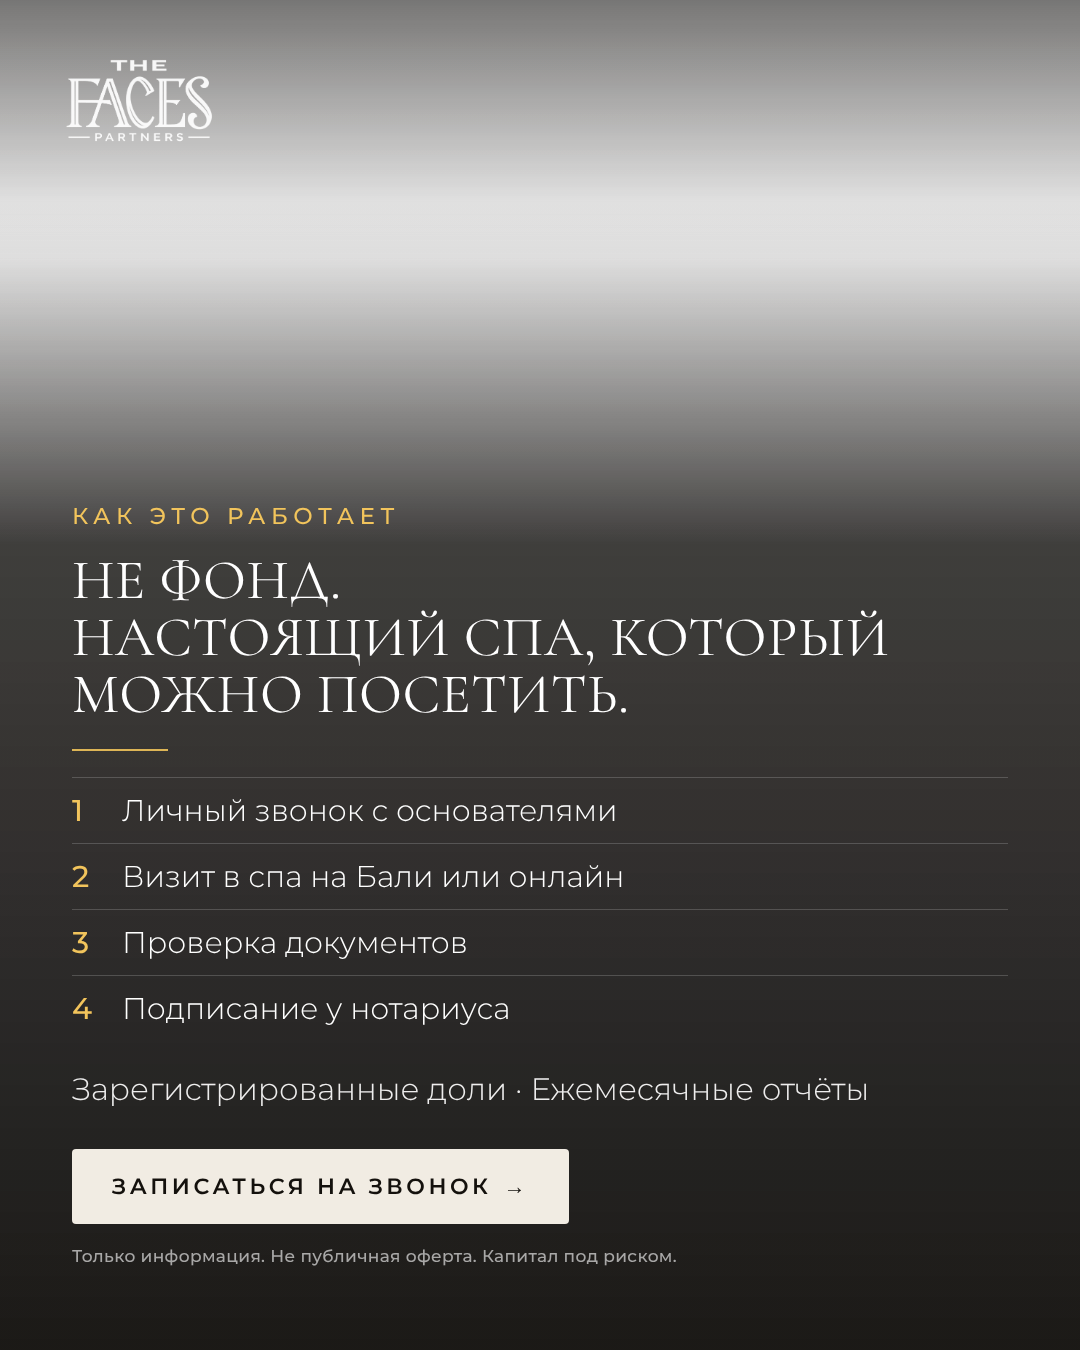 THE
FACES
PARTNERS
КАК ЭТО РАБОТАЕТ
НЕ ФОНД.
НАСТОЯЩИЙ СПА, КОТОРЫЙ
МОЖНО ПОСЕТИТЬ.
1 Личный звонок с основателями
2 Визит в спа на Бали или онлайн
3 Проверка документов
4 Подписание у нотариуса
Зарегистрированные доли · Ежемесячные отчёты
ЗАПИСАТЬСЯ НА ЗВОНОК →
Только информация. Не публичная оферта. Капитал под риском.